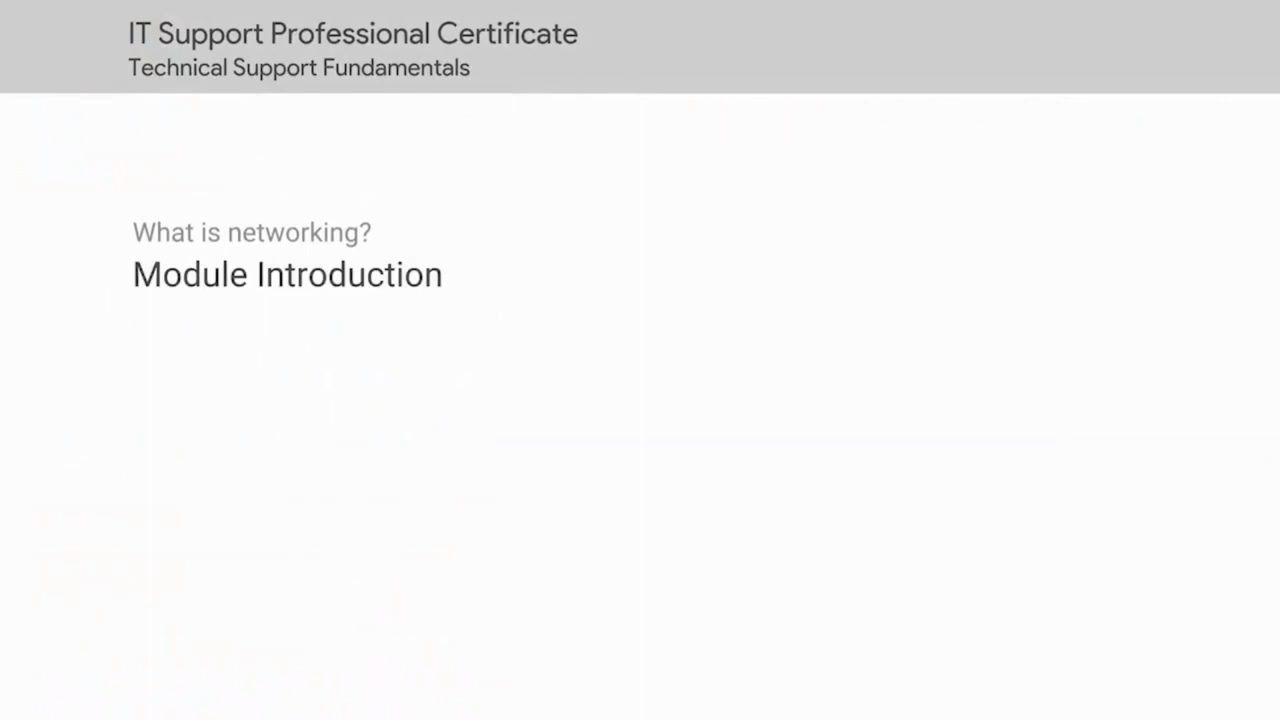 IT Support Professional Certificate
Technical Support Fundamentals
What is networking?
Module Introduction